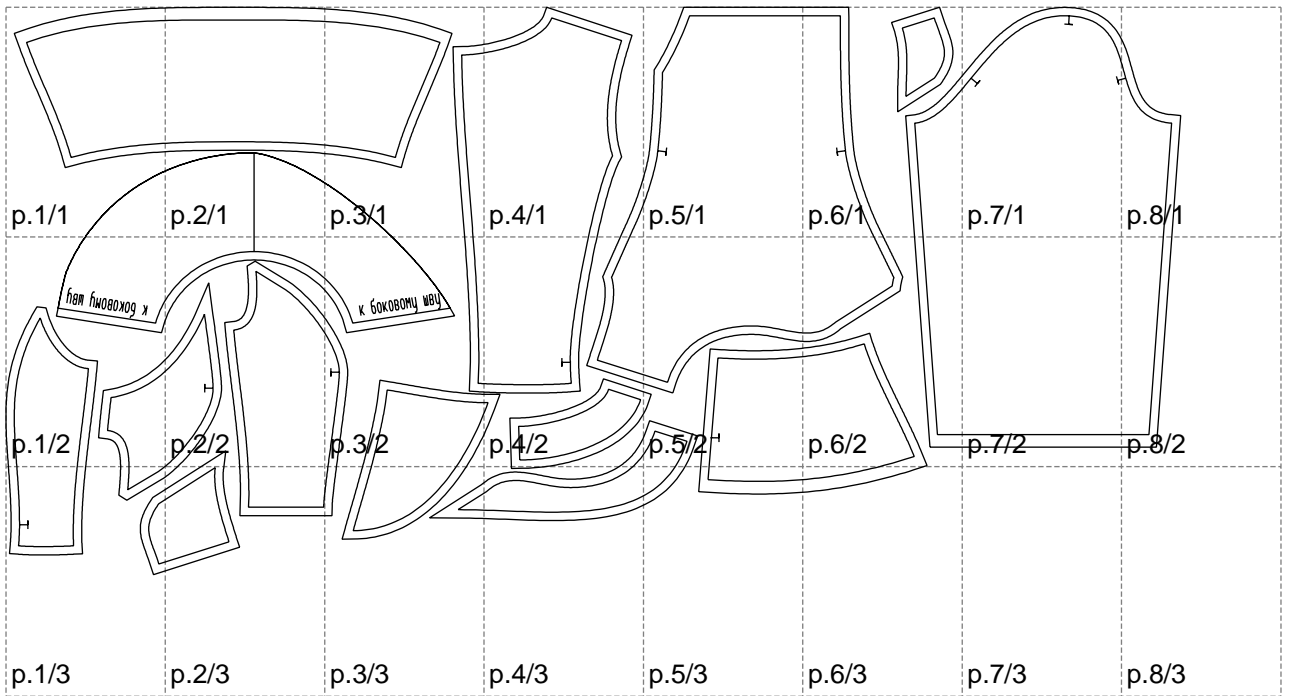 p.1/1 p.2/1 p.3/1 p.4/1 p.5/1 p.6/1 p.7/1 p.8/1
к боковому шву
к боковому шву
p.1/2 p.2/2 p.3/2 p.4/2 p.5/2 p.6/2 p.7/2 p.8/2
p.1/3 p.2/3 p.3/3 p.4/3 p.5/3 p.6/3 p.7/3 p.8/3